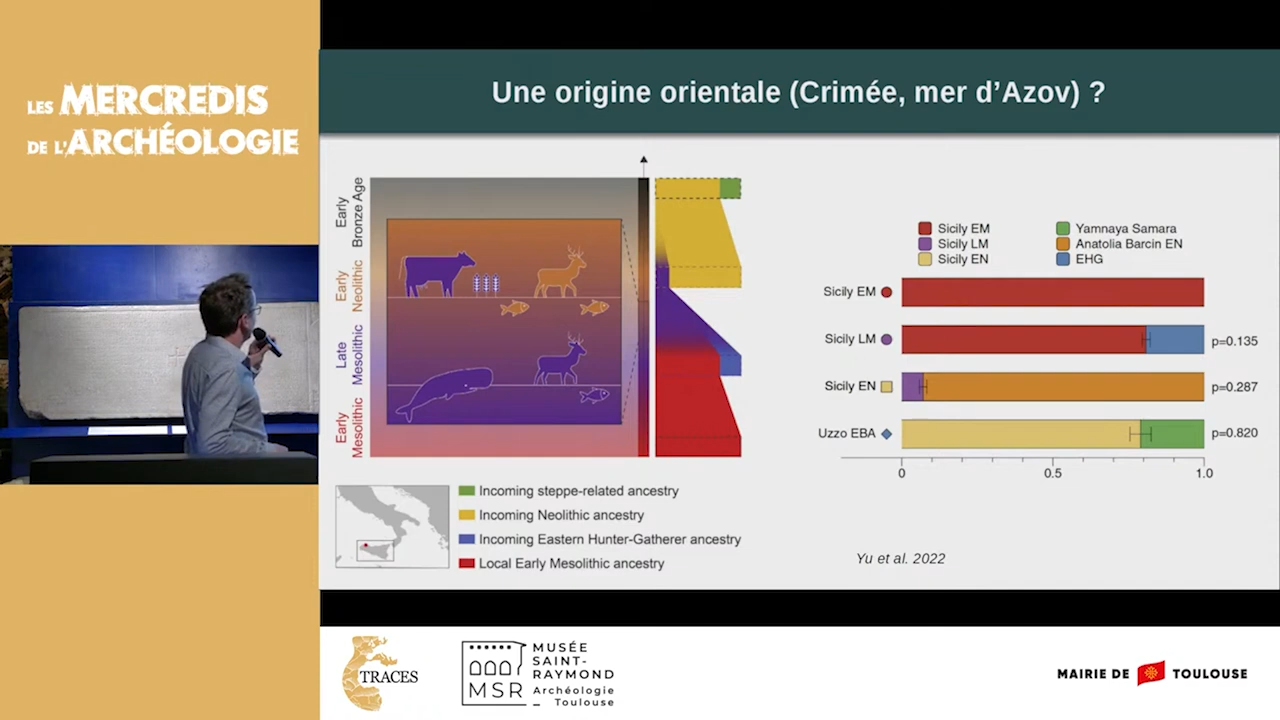 LES MERCREDIS
DE L'ARCHÉOLOGIE
Une origine orientale (Crimée, mer d'Azov) ?
Early
Bronze Age
Early
Neolithic
Late
Mesolithic
Early
Mesolithic
Incoming steppe-related ancestry
Incoming Neolithic ancestry
Incoming Eastern Hunter-Gatherer ancestry
Local Early Mesolithic ancestry
Sicily EM
Sicily LM
Sicily EN
Yamnaya Samara
Anatolia Barcin EN
EHG
Sicily EM
Sicily LM
p=0.135
Sicily EN
p=0.287
Uzzo EBA
p=0.820
0
0.5
1.0
Yu et al. 2022
TRACES
MSR
MUSÉE
SAINT-
RAYMOND
Archéologie
Toulouse
MAIRIE DE TOULOUSE